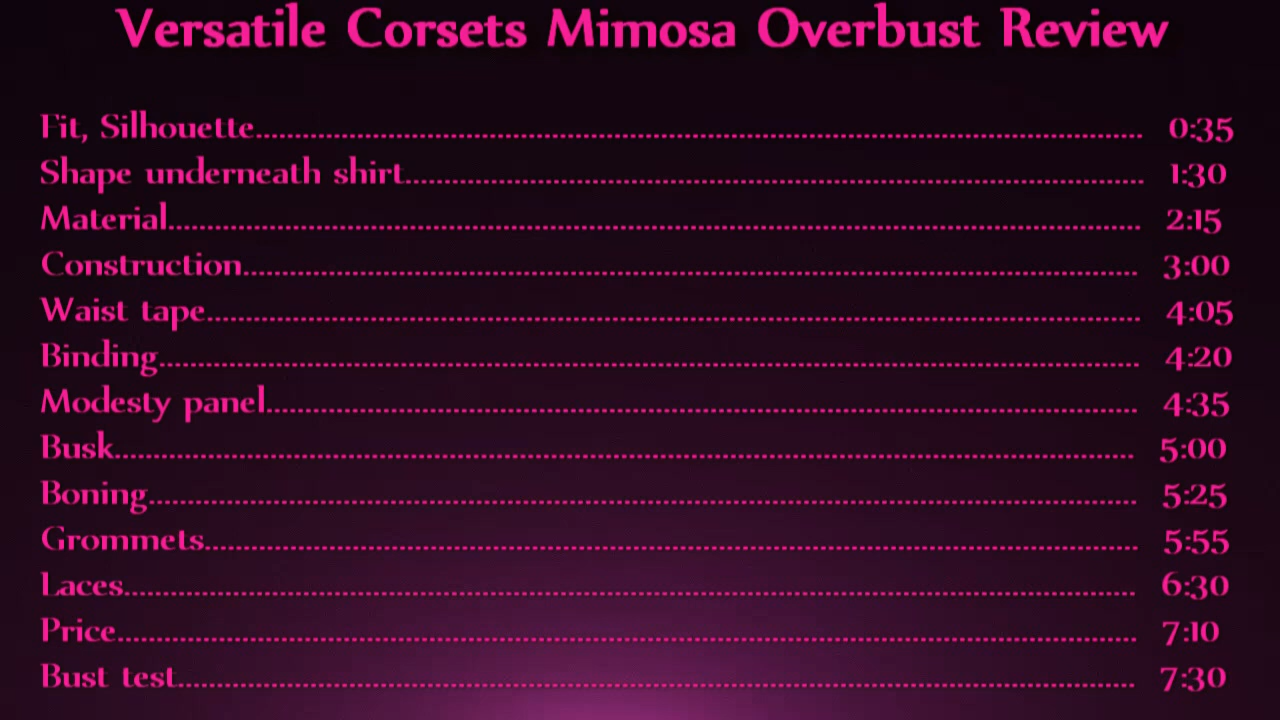 Versatile Corsets Mimosa Overbust Review
Fit, Silhouette........ 0:35
Shape underneath shirt........ 1:30
Material........ 2:15
Construction........ 3:00
Waist tape........ 4:05
Binding........ 4:20
Modesty panel........ 4:35
Busk........ 5:00
Boning........ 5:25
Grommets........ 5:55
Laces........ 6:30
Price........ 7:10
Bust test........ 7:30